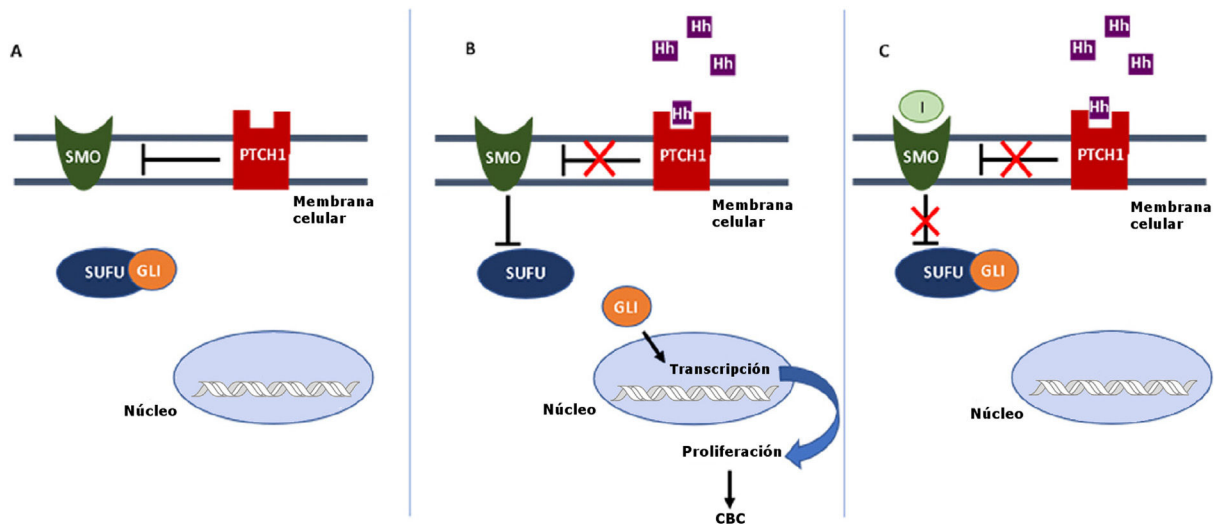 A
SMO
PTCH1
Membrana
celular
SUFU
GLI
Núcleo
B
Hh
Hh
Hh
Hh
SMO
PTCH1
Membrana
celular
SUFU
GLI
Transcripción
Núcleo
Proliferación
CBC
C
Hh
Hh
Hh
Hh
I
SMO
PTCH1
Membrana
celular
SUFU
GLI
Núcleo